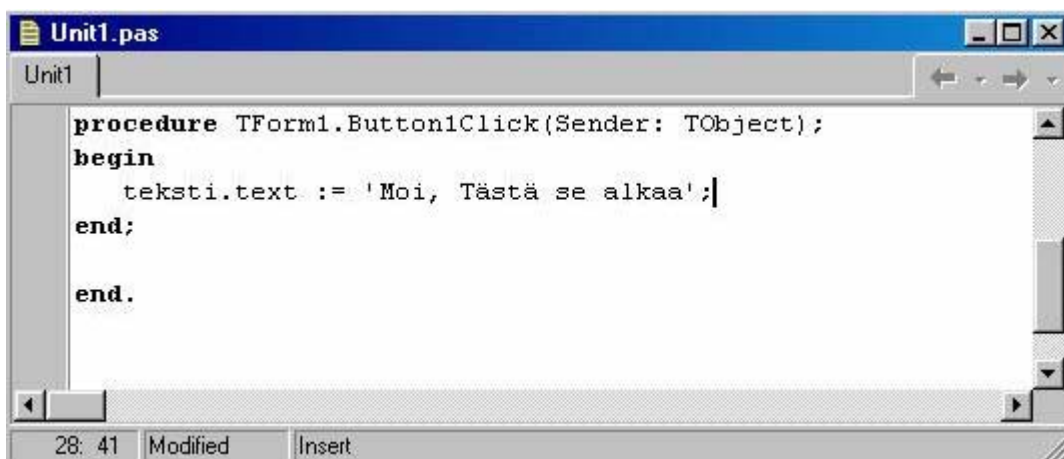 Unit1.pas
Unit1
procedure TForm1.Button1Click(Sender: TObject);
begin
teksti.text := 'Moi, Tästä se alkaa';
end;
end.
28: 41 Modified Insert